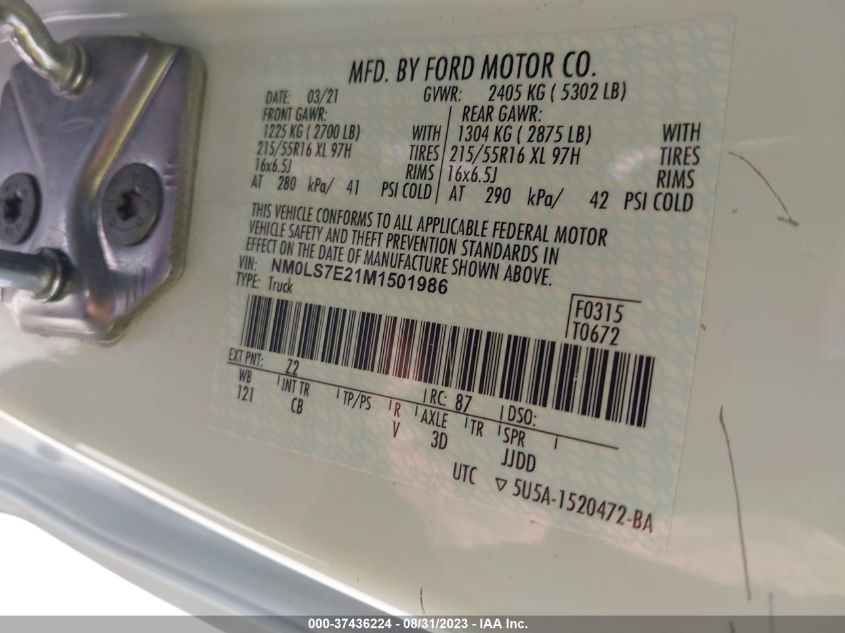 MFD. BY FORD MOTOR CO.
DATE: 03/21 GVWR: 2405 KG ( 5302 LB)
FRONT GAWR: REAR GAWR:
1225 KG ( 2700 LB) WITH 1304 KG ( 2875 LB) WITH
215/55R16 XL 97H TIRES 215/55R16 XL 97H TIRES
16x6.5J RIMS 16x6.5J RIMS
AT 280 kPa/ 41 PSI COLD AT 290 kPa/ 42 PSI COLD
THIS VEHICLE CONFORMS TO ALL APPLICABLE FEDERAL MOTOR
VEHICLE SAFETY AND THEFT PREVENTION STANDARDS IN
EFFECT ON THE DATE OF MANUFACTURE SHOWN ABOVE.
VIN: NM0LS7E21M1501986
TYPE: Truck
F0315
T0672
EXT PNT: Z2 RC: 87 DSO:
WB INT TR TP/PS R AXLE TR SPR
121 CB V 3D JJDD
UTC ▽ 5U5A-1520472-BA
000-37436224 - 08/31/2023 - IAA Inc.